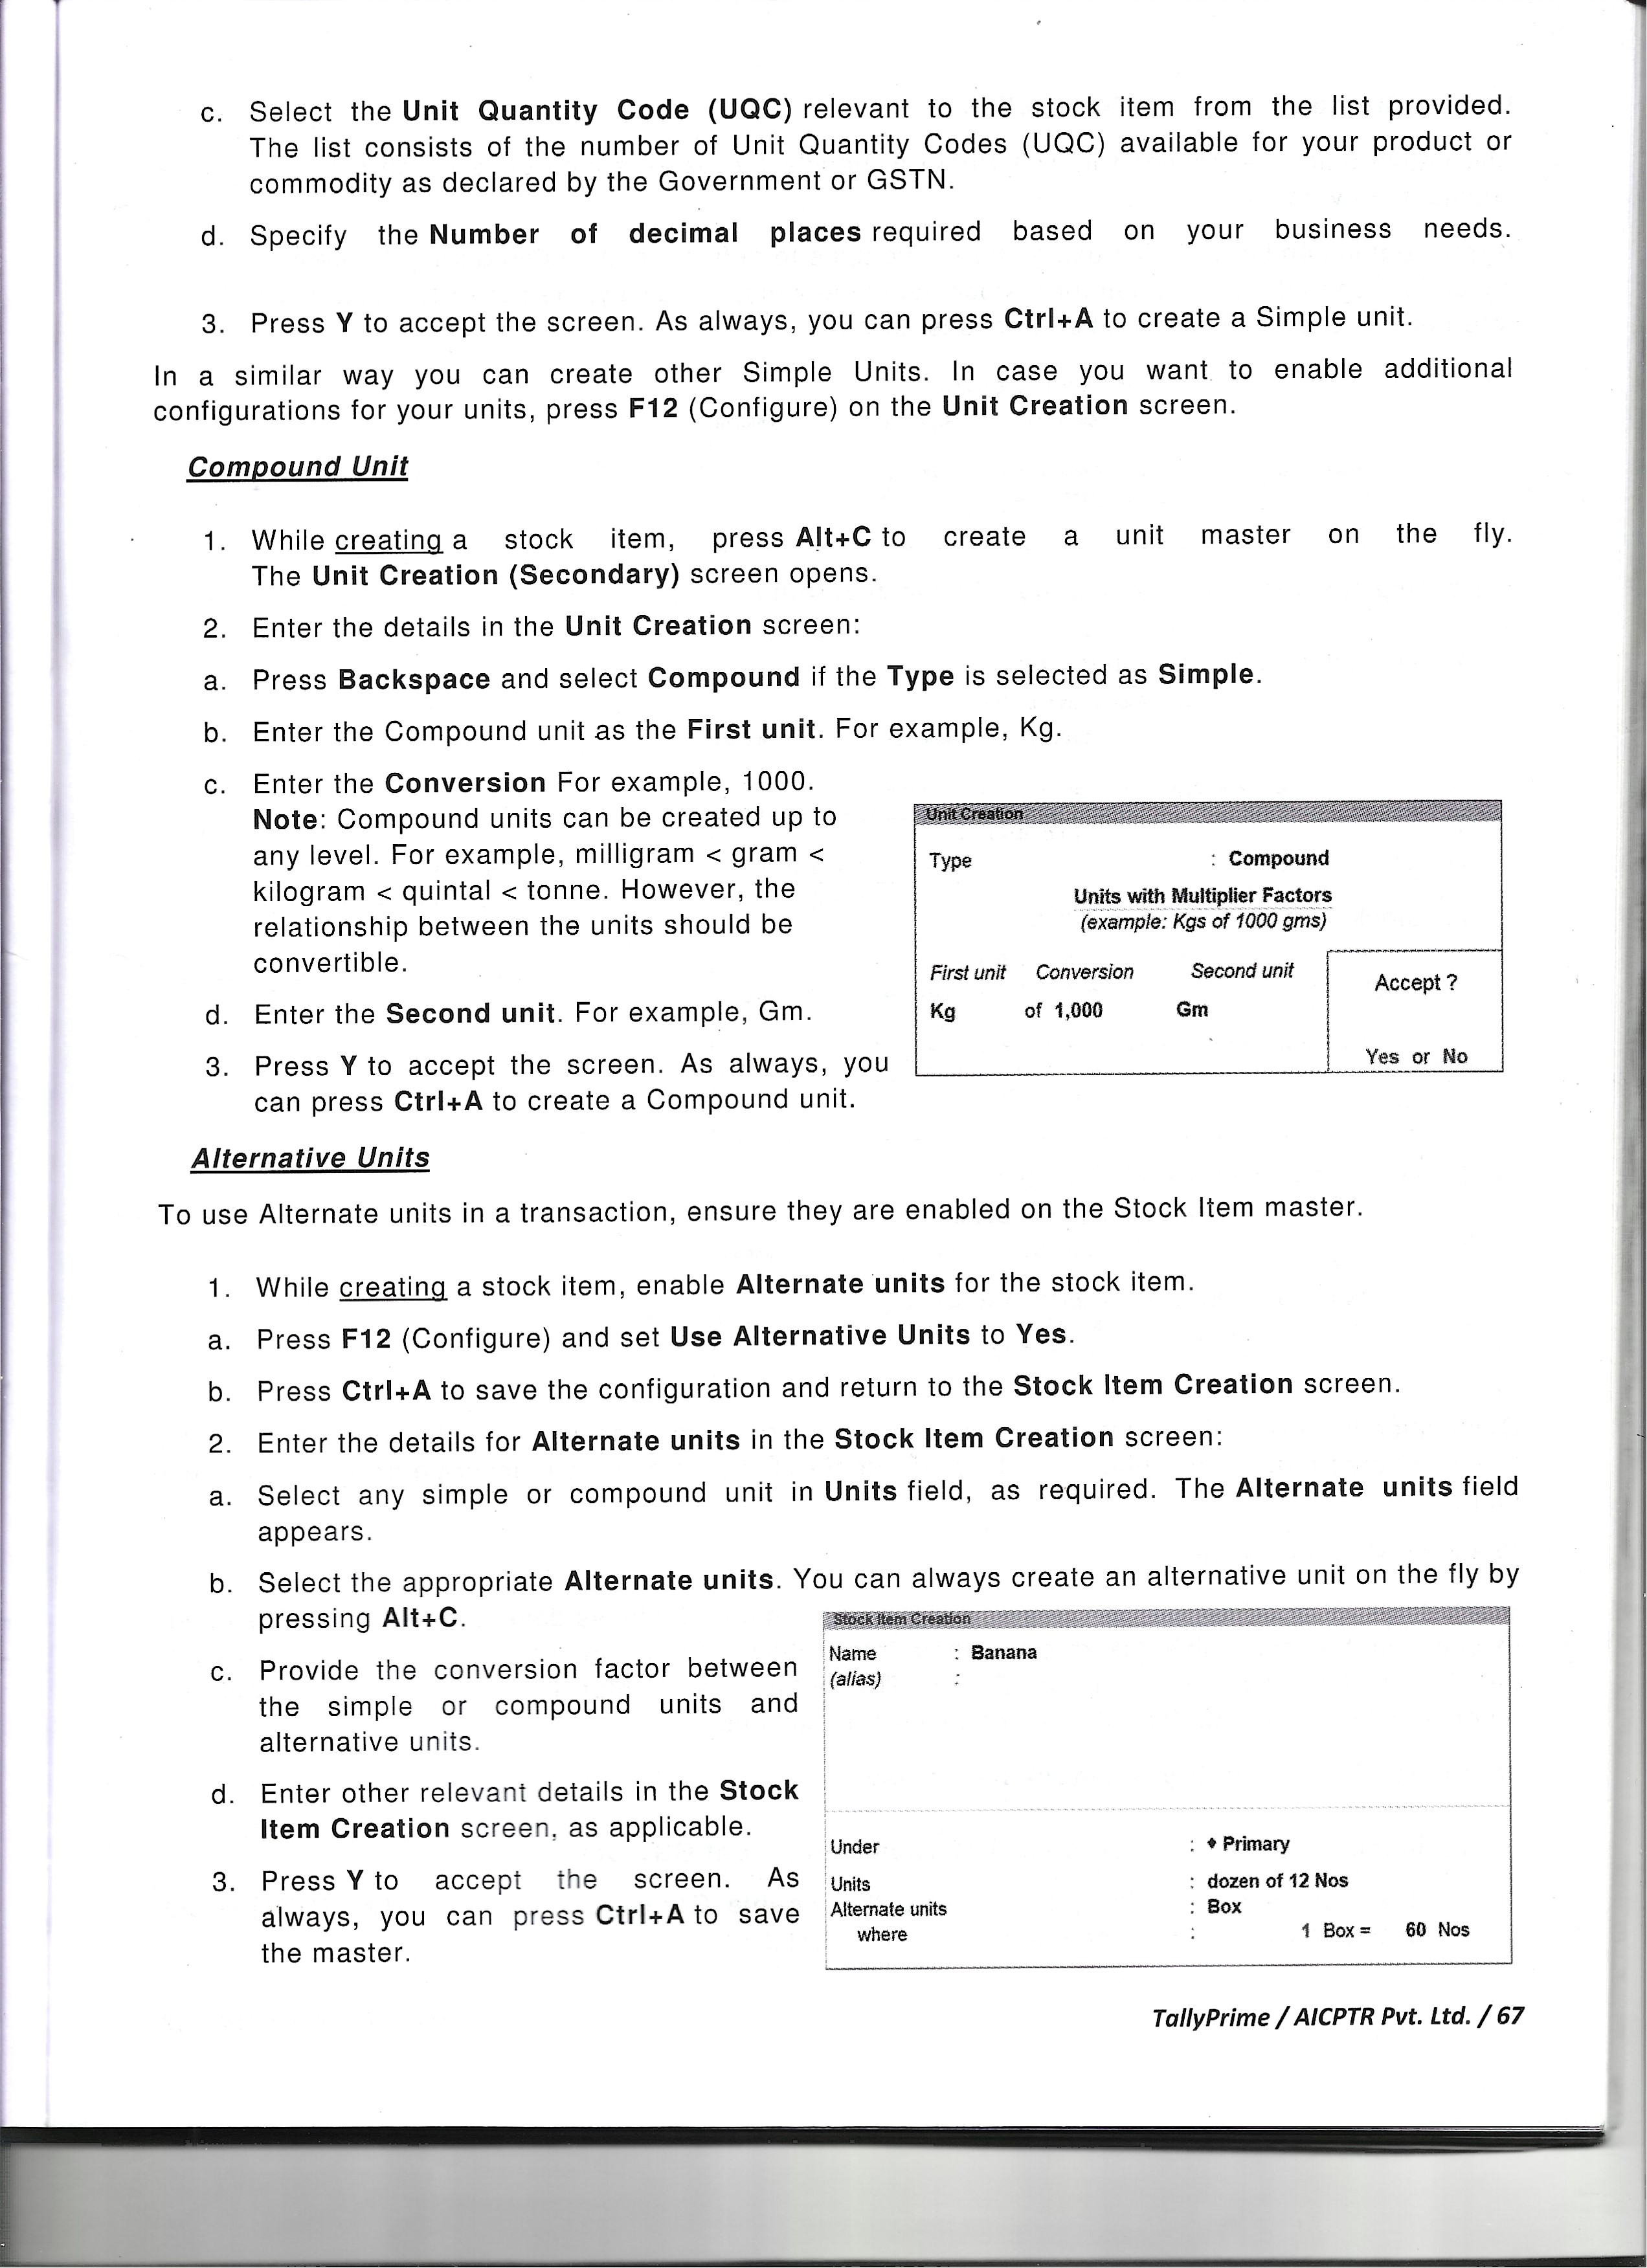 c. Select the Unit Quantity Code (UQC) relevant to the stock item from the list provided.
The list consists of the number of Unit Quantity Codes (UQC) available for your product or
commodity as declared by the Government or GSTN.
d. Specify the Number of decimal places required based on your business needs.
3. Press Y to accept the screen. As always, you can press Ctrl+A to create a Simple unit.
In a similar way you can create other Simple Units. In case you want to enable additional
configurations for your units, press F12 (Configure) on the Unit Creation screen.
Compound Unit
1. While creating a stock item, press Alt+C to create a unit master on the fly.
The Unit Creation (Secondary) screen opens.
2. Enter the details in the Unit Creation screen:
a. Press Backspace and select Compound if the Type is selected as Simple.
b. Enter the Compound unit as the First unit. For example, Kg.
c. Enter the Conversion For example, 1000.
Note: Compound units can be created up to
any level. For example, milligram < gram <
kilogram < quintal < tonne. However, the
relationship between the units should be
convertible.
d. Enter the Second unit. For example, Gm.
3. Press Y to accept the screen. As always, you
can press Ctrl+A to create a Compound unit.
Unit Creation
Type : Compound
Units with Multiplier Factors
(example: Kgs of 1000 gms)
First unit Conversion Second unit
Kg of 1,000 Gm
Accept ?
Yes or No
Alternative Units
To use Alternate units in a transaction, ensure they are enabled on the Stock Item master.
1. While creating a stock item, enable Alternate units for the stock item.
a. Press F12 (Configure) and set Use Alternative Units to Yes.
b. Press Ctrl+A to save the configuration and return to the Stock Item Creation screen.
2. Enter the details for Alternate units in the Stock Item Creation screen:
a. Select any simple or compound unit in Units field, as required. The Alternate units field
appears.
b. Select the appropriate Alternate units. You can always create an alternative unit on the fly by
pressing Alt+C.
c. Provide the conversion factor between
the simple or compound units and
alternative units.
d. Enter other relevant details in the Stock
Item Creation screen, as applicable.
3. Press Y to accept the screen. As
always, you can press Ctrl+A to save
the master.
Stock Item Creation
Name : Banana
(alias) :
Under : ♦ Primary
Units : dozen of 12 Nos
Alternate units : Box
where : 1 Box = 60 Nos
TallyPrime / AICPTR Pvt. Ltd. / 67